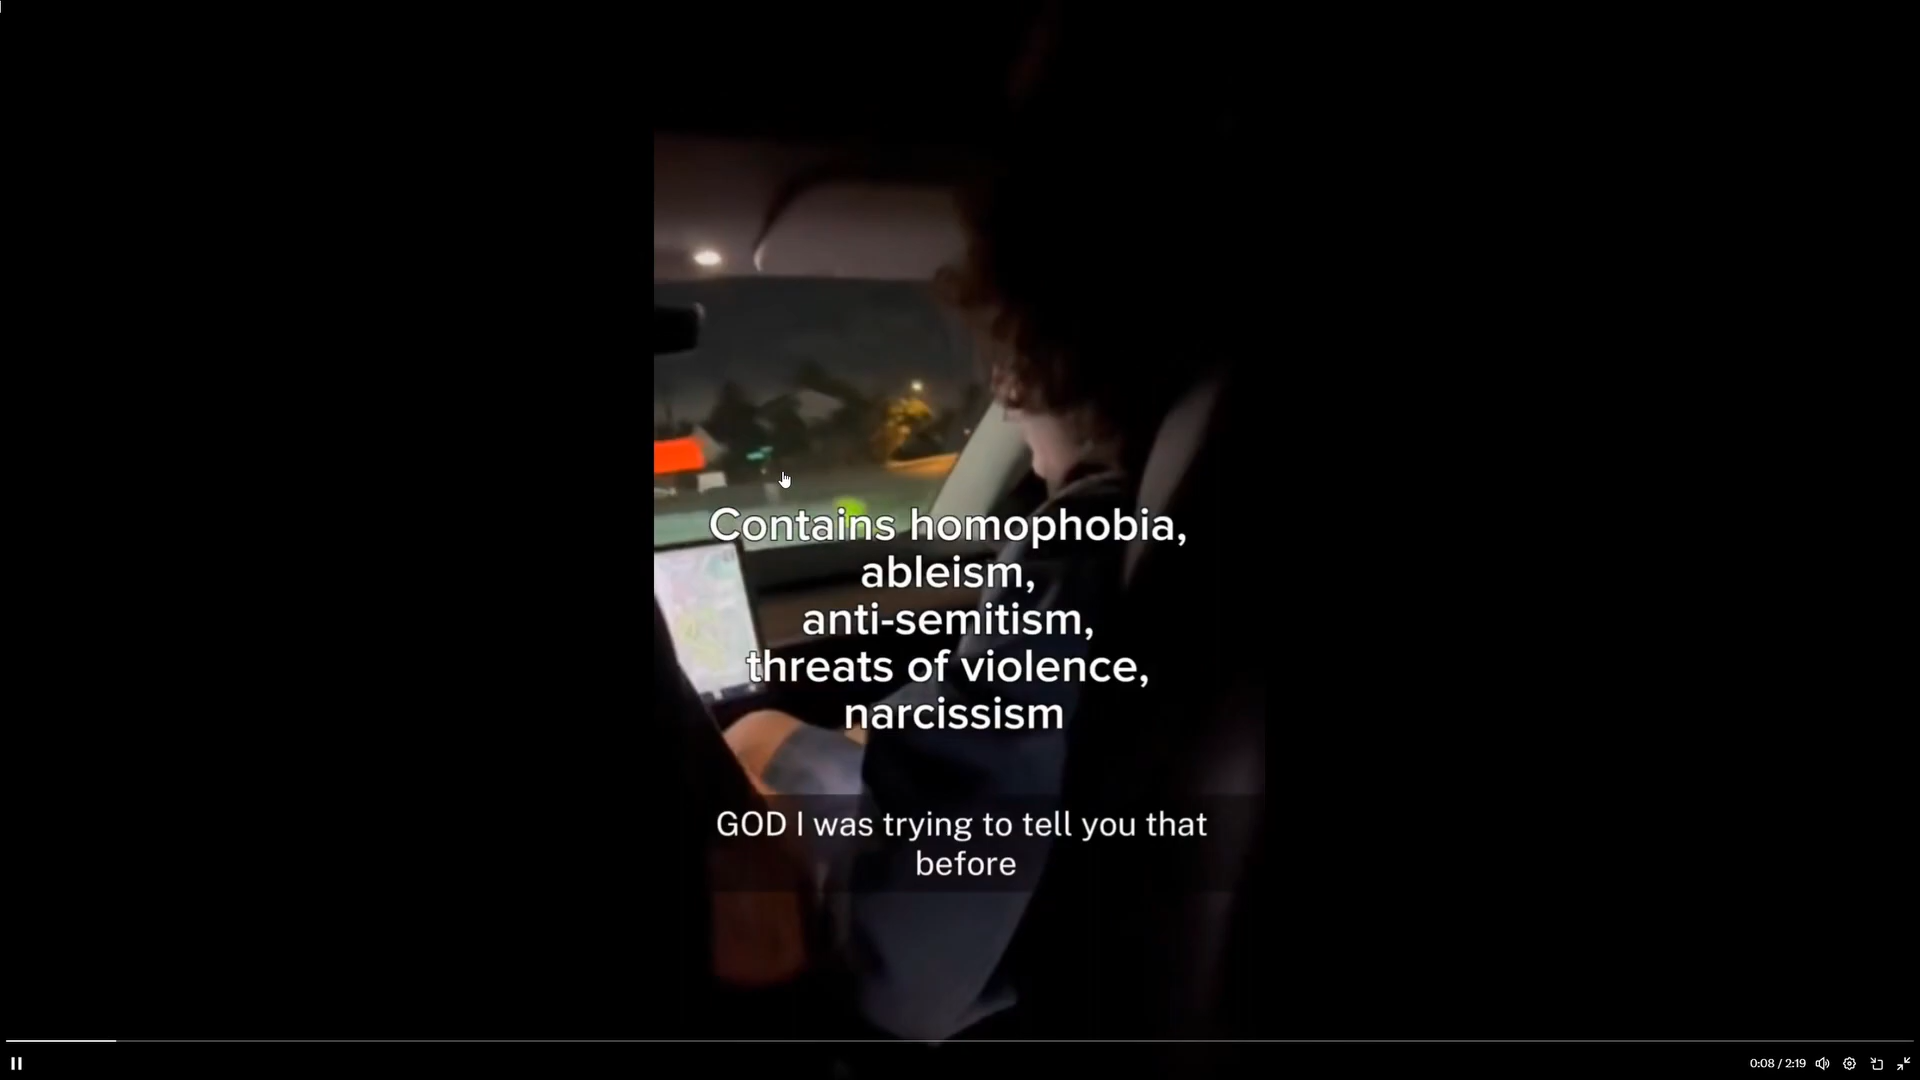 Contains homophobia,
ableism,
anti-semitism,
threats of violence,
narcissism
GOD I was trying to tell you that
before
0:08 / 2:19